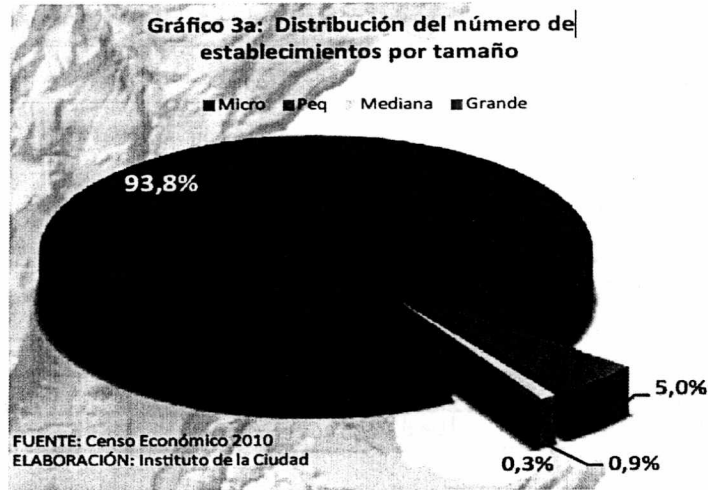 Gráfico 3a: Distribución del número de
establecimientos por tamaño
Micro Peq Mediana Grande
93,8%
5,0%
0,3% 0,9%
FUENTE: Censo Económico 2010
ELABORACIÓN: Instituto de la Ciudad